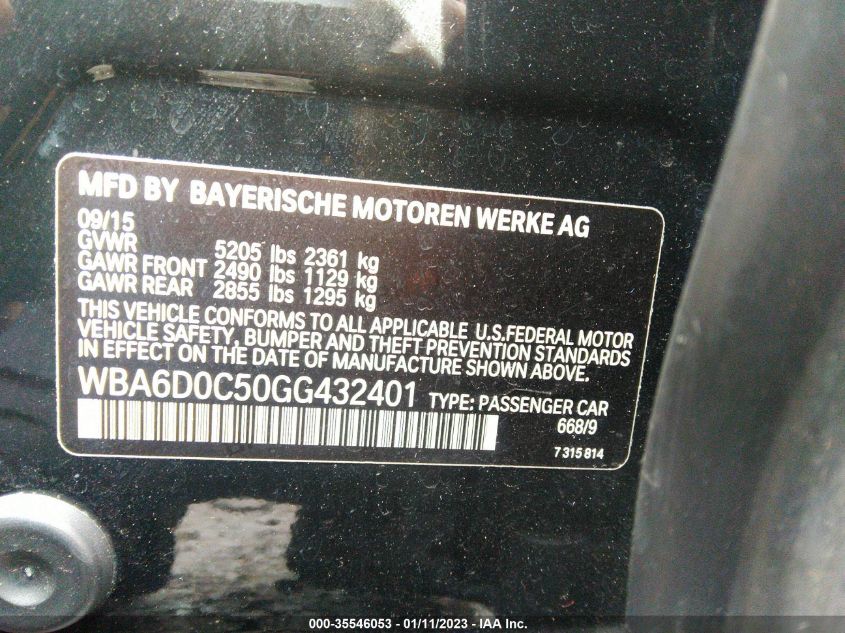 MFD BY BAYERISCHE MOTOREN WERKE AG
09/15
GVWR 5205 lbs 2361 kg
GAWR FRONT 2490 lbs 1129 kg
GAWR REAR 2855 lbs 1295 kg
THIS VEHICLE CONFORMS TO ALL APPLICABLE U.S.FEDERAL MOTOR
VEHICLE SAFETY, BUMPER AND THEFT PREVENTION STANDARDS
IN EFFECT ON THE DATE OF MANUFACTURE SHOWN ABOVE.
WBA6D0C50GG432401 TYPE: PASSENGER CAR
668/9
7 315 814
000-35546053 - 01/11/2023 - IAA Inc.